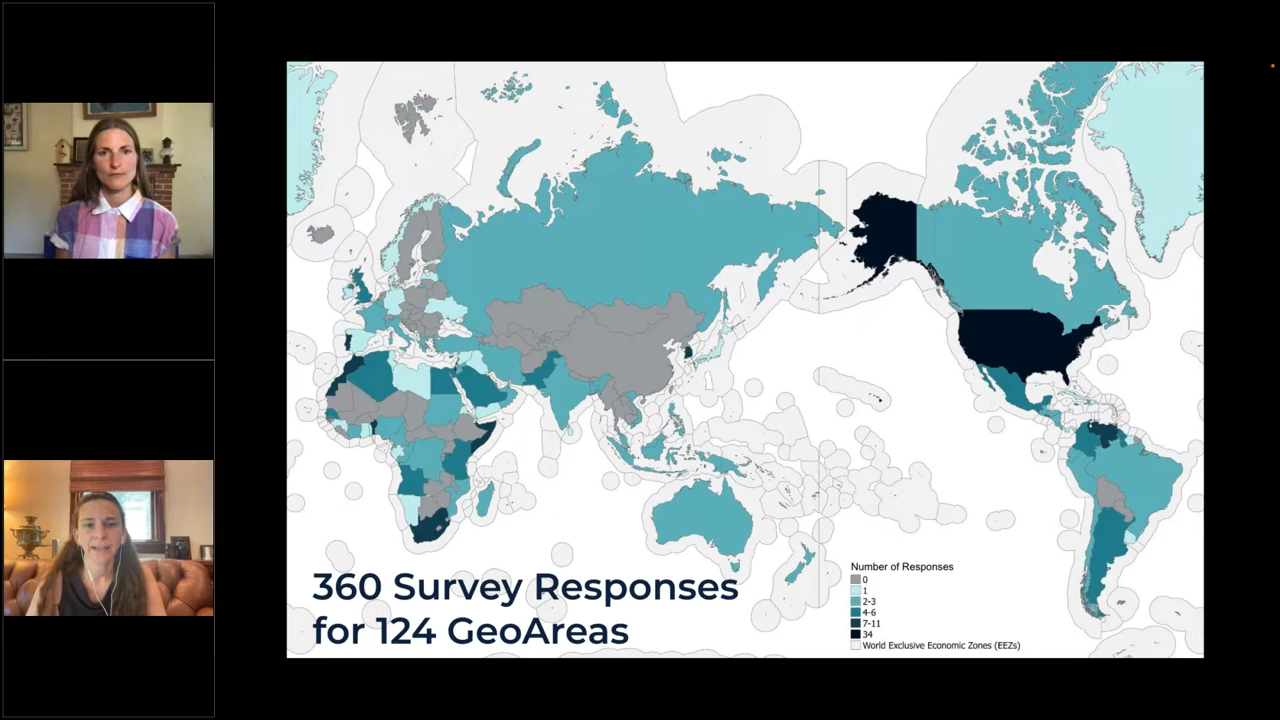 360 Survey Responses
for 124 GeoAreas
Number of Responses
0
1
2-3
4-6
7-11
34
World Exclusive Economic Zones (EEZs)